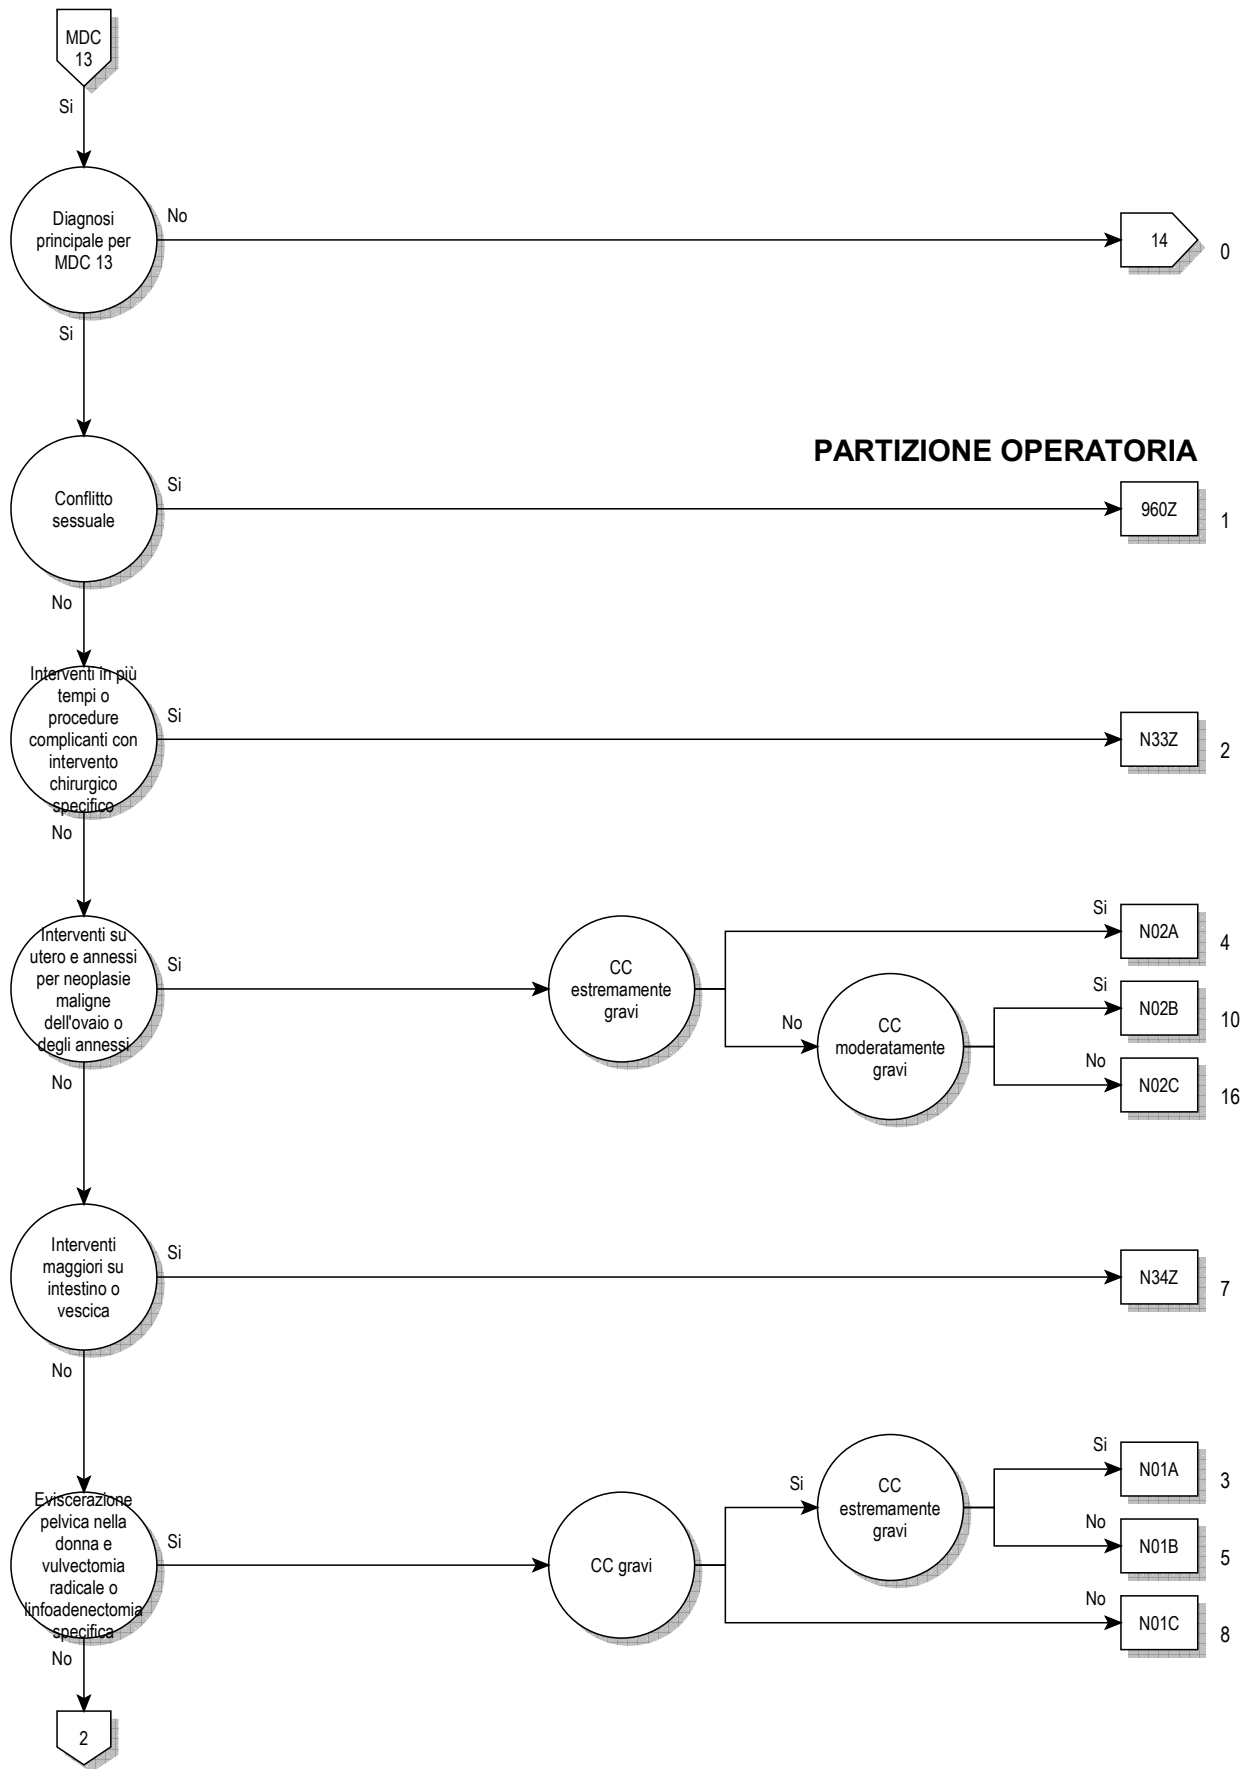 MDC
13
Si
Diagnosi
principale per
MDC 13
No
14
0
Si
PARTIZIONE OPERATORIA
Conflitto
sessuale
Si
960Z
1
No
Interventi in più
tempi o
procedure
complicanti con
intervento
chirurgico
specifico
Si
N33Z
2
No
Interventi su
utero e annessi
per neoplasie
maligne
dell'ovaio o
degli annessi
Si
CC
estremamente
gravi
Si
N02A
4
No
CC
moderatamente
gravi
Si
N02B
10
No
N02C
16
No
Interventi
maggiori su
intestino o
vescica
Si
N34Z
7
No
Eviscerazione
pelvica nella
donna e
vulvectomia
radicale o
linfoadenectomia
specifica
Si
CC gravi
Si
CC
estremamente
gravi
Si
N01A
3
No
N01B
5
No
N01C
8
No
2